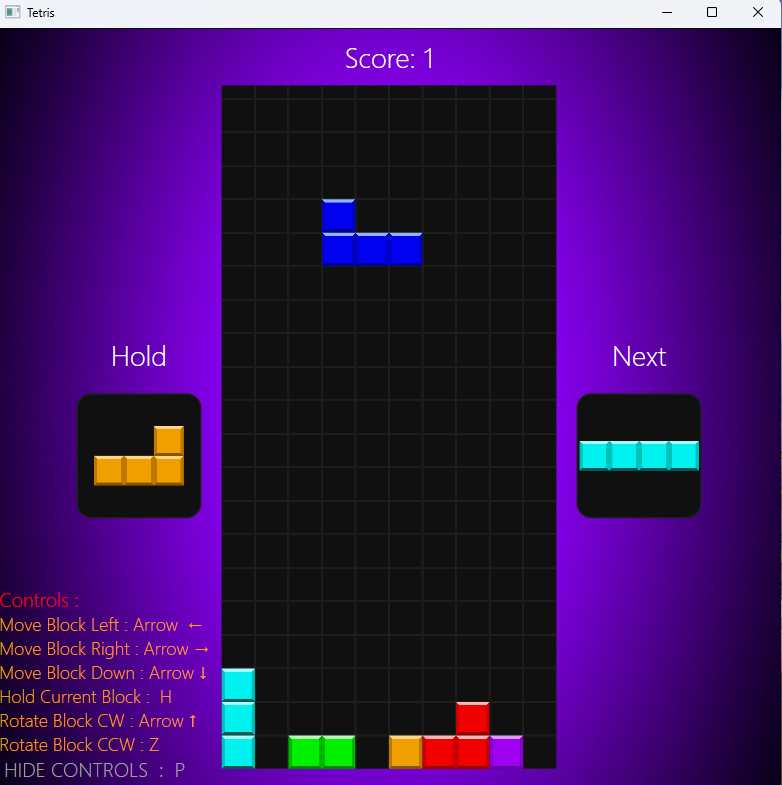 Tetris
Score: 1
Hold
Next
Controls :
Move Block Left : Arrow ←
Move Block Right : Arrow →
Move Block Down : Arrow ↓
Hold Current Block : H
Rotate Block CW : Arrow ↑
Rotate Block CCW : Z
HIDE CONTROLS : P